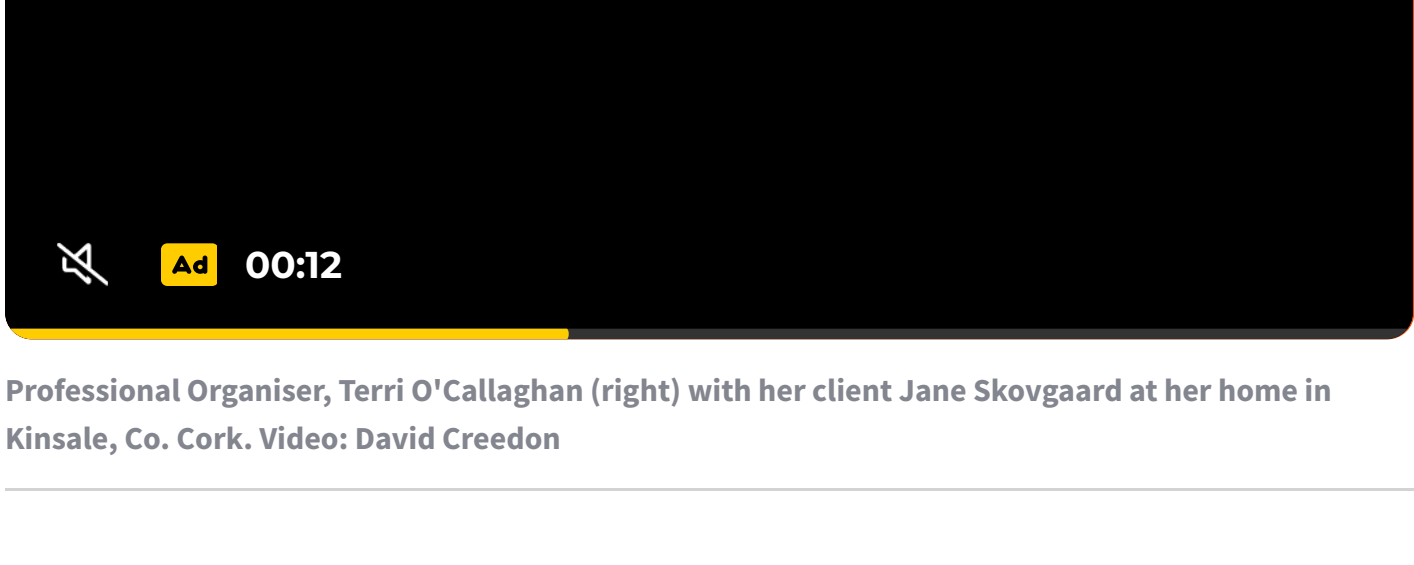 Ad 00:12
Professional Organiser, Terri O'Callaghan (right) with her client Jane Skovgaard at her home in
Kinsale, Co. Cork. Video: David Creedon